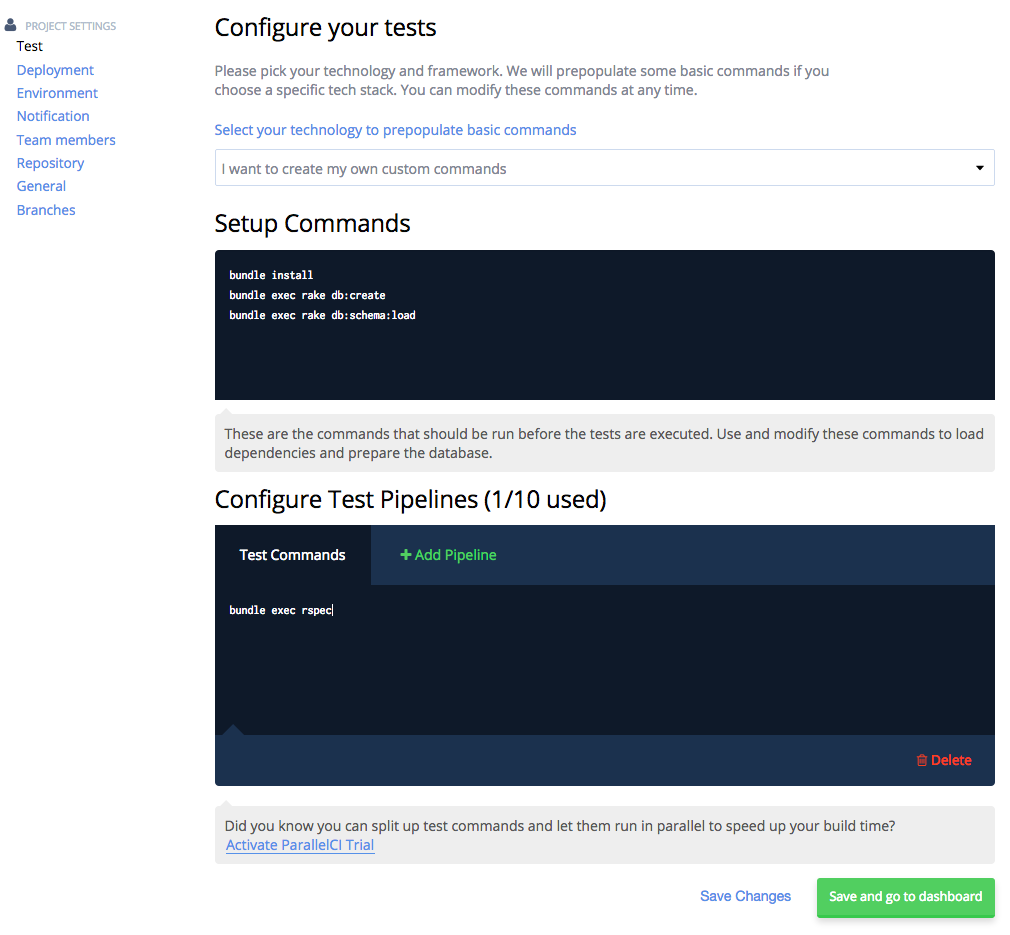 PROJECT SETTINGS
Test
Deployment
Environment
Notification
Team members
Repository
General
Branches
Configure your tests
Please pick your technology and framework. We will prepopulate some basic commands if you
choose a specific tech stack. You can modify these commands at any time.
Select your technology to prepopulate basic commands
I want to create my own custom commands
Setup Commands
bundle install
bundle exec rake db:create
bundle exec rake db:schema:load
These are the commands that should be run before the tests are executed. Use and modify these commands to load
dependencies and prepare the database.
Configure Test Pipelines (1/10 used)
Test Commands
Add Pipeline
bundle exec rspec
Delete
Did you know you can split up test commands and let them run in parallel to speed up your build time?
Activate ParallelCI Trial
Save Changes
Save and go to dashboard